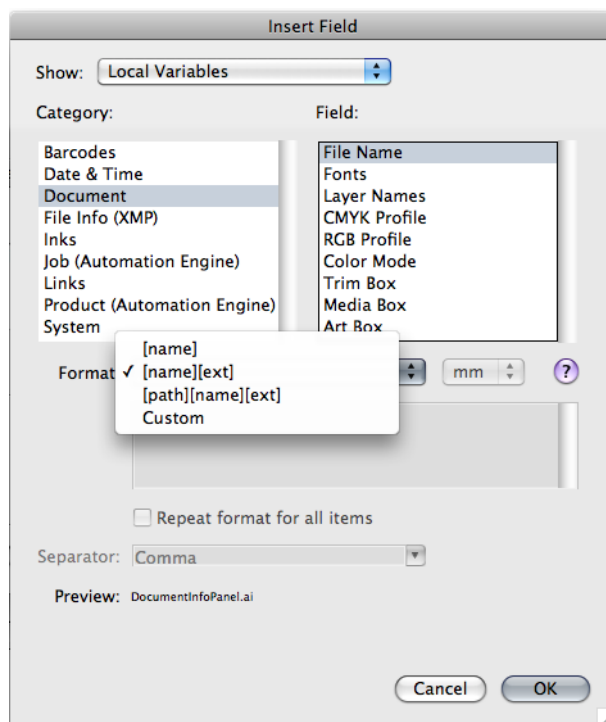 Insert Field
Show: Local Variables
Category: Field:
Barcodes
Date & Time
Document
File Info (XMP)
Inks
Job (Automation Engine)
Links
Product (Automation Engine)
System
File Name
Fonts
Layer Names
CMYK Profile
RGB Profile
Color Mode
Trim Box
Media Box
Art Box
Format ✓ [name][ext] mm ?
[name]
[path][name][ext]
Custom
Repeat format for all items
Separator: Comma
Preview: DocumentInfoPanel.ai
Cancel OK